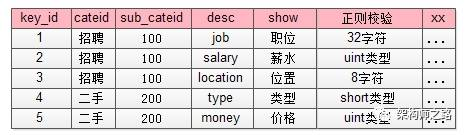 key_id cateid sub_cateid desc show 正则校验 xx
1 招聘 100 job 职位 32字符 ...
2 招聘 100 salary 薪水 uint类型 ...
3 招聘 100 location 位置 8字符 ...
4 二手 200 type 类型 short类型 ...
5 二手 200 money 价格 uint类型 ...
架构师之路